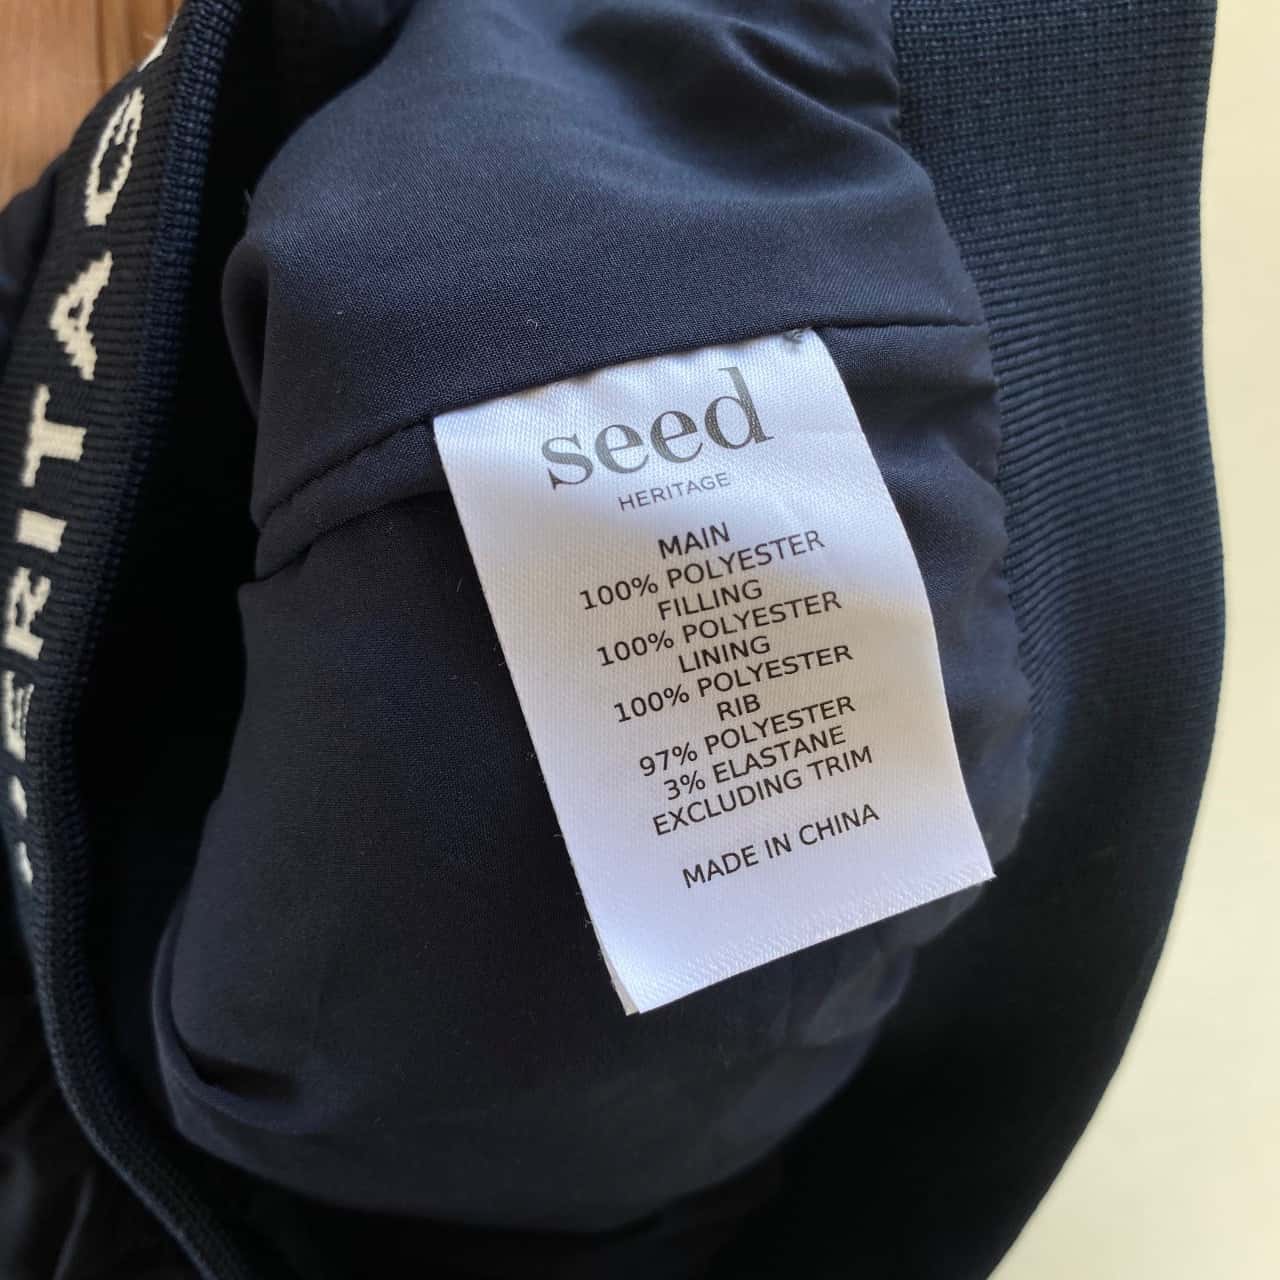 seed
HERITAGE
MAIN
100% POLYESTER
FILLING
100% POLYESTER
LINING
100% POLYESTER
RIB
97% POLYESTER
3% ELASTANE
EXCLUDING TRIM
MADE IN CHINA
ERITAG